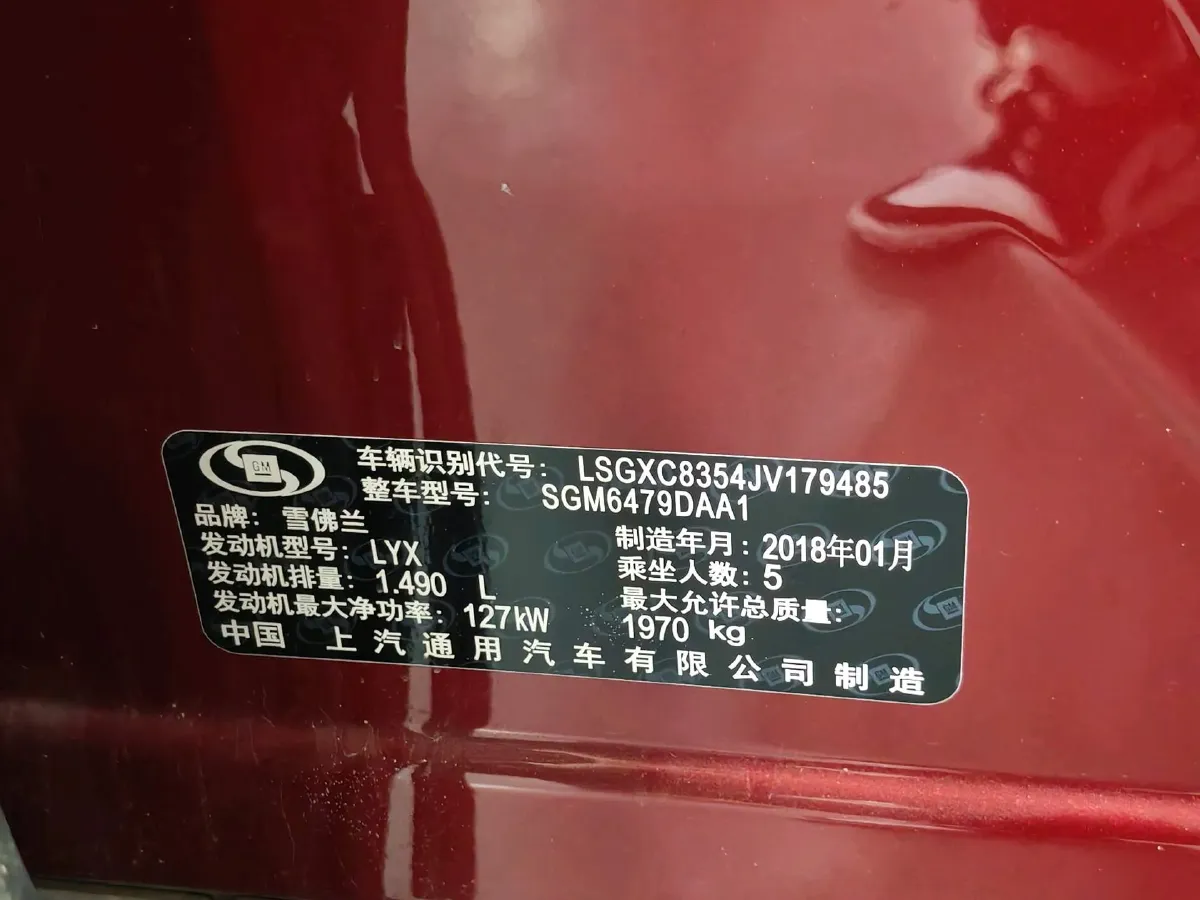 GM
车辆识别代号: LSGXC8354JV179485
整车型号: SGM6479DAA1
品牌: 雪佛兰
制造年月: 2018年01月
发动机型号: LYX
乘坐人数: 5
发动机排量: 1.490 L
最大允许总质量:
1970 kg
发动机最大净功率: 127kW
中国 上汽通用汽车有限公司制造